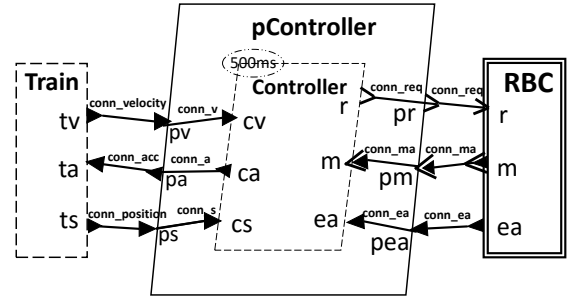 pController
500ms
Train
Controller
RBC
conn_velocity
conn_v
conn_req
conn_req
tv
pv
cv
r
pr
r
conn_acc
conn_a
conn_ma
conn_ma
ta
pa
ca
m
pm
m
conn_position
conn_s
conn_ea
conn_ea
ts
ps
cs
ea
pea
ea